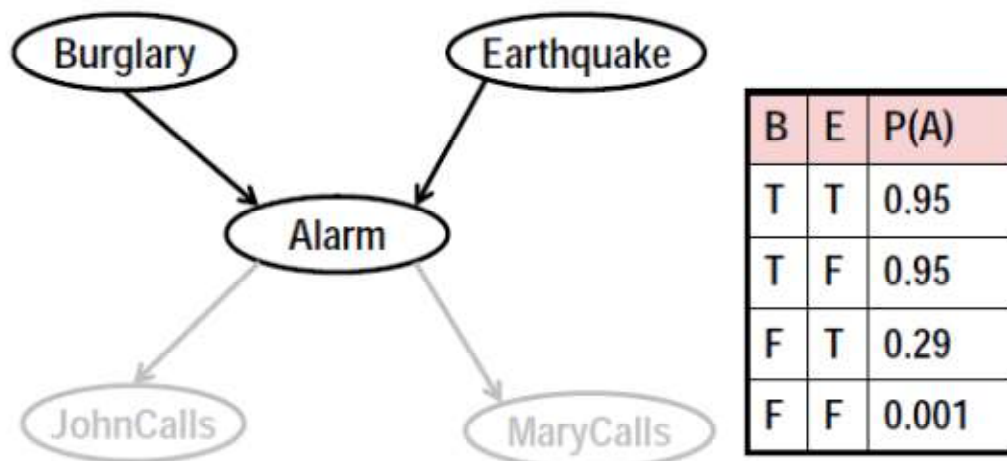 Burglary
Earthquake
Alarm
JohnCalls
MaryCalls
B E P(A)
T T 0.95
T F 0.95
F T 0.29
F F 0.001